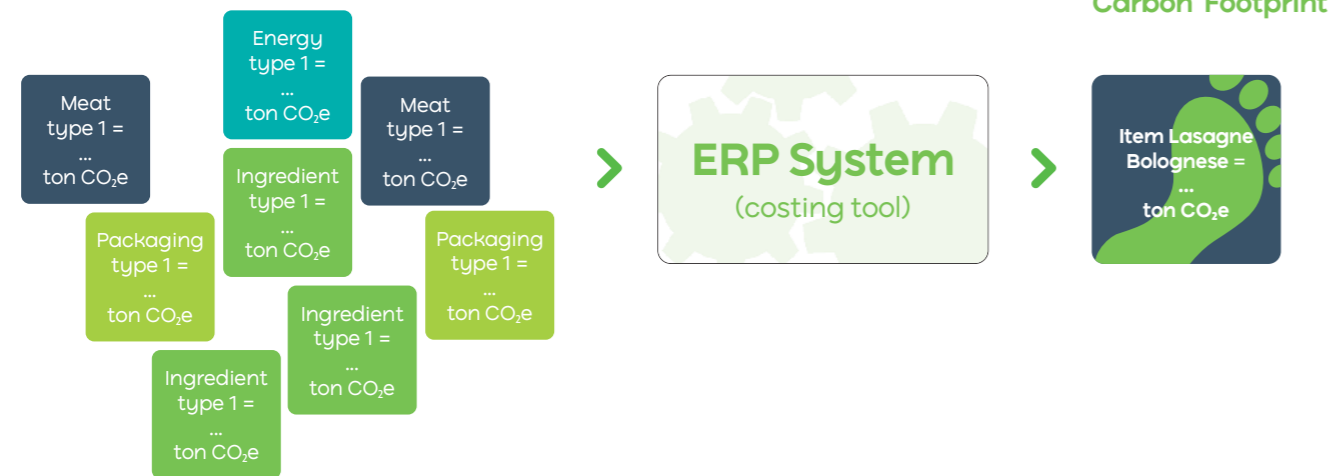 Carbon Footprint
Energy
type 1 =
...
ton CO₂e
Meat
type 1 =
...
ton CO₂e
Meat
type 1 =
...
ton CO₂e
Ingredient
type 1 =
...
ton CO₂e
Packaging
type 1 =
...
ton CO₂e
Packaging
type 1 =
...
ton CO₂e
Ingredient
type 1 =
...
ton CO₂e
Ingredient
type 1 =
...
ton CO₂e
ERP System
(costing tool)
Item Lasagne
Bolognese =
...
ton CO₂e